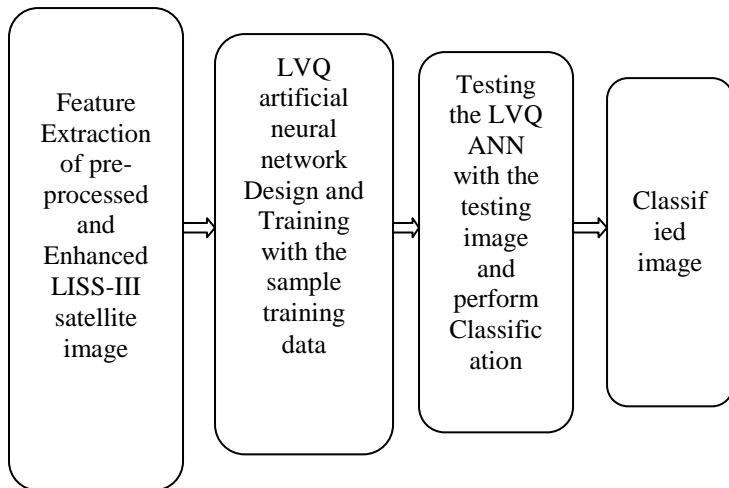 Feature
Extraction
of pre-
processed
and
Enhanced
LISS-III
satellite
image
LVQ
artificial
neural
network
Design and
Training
with the
sample
training
data
Testing
the LVQ
ANN
with the
testing
image
and
perform
Classific
ation
Classif
ied
image